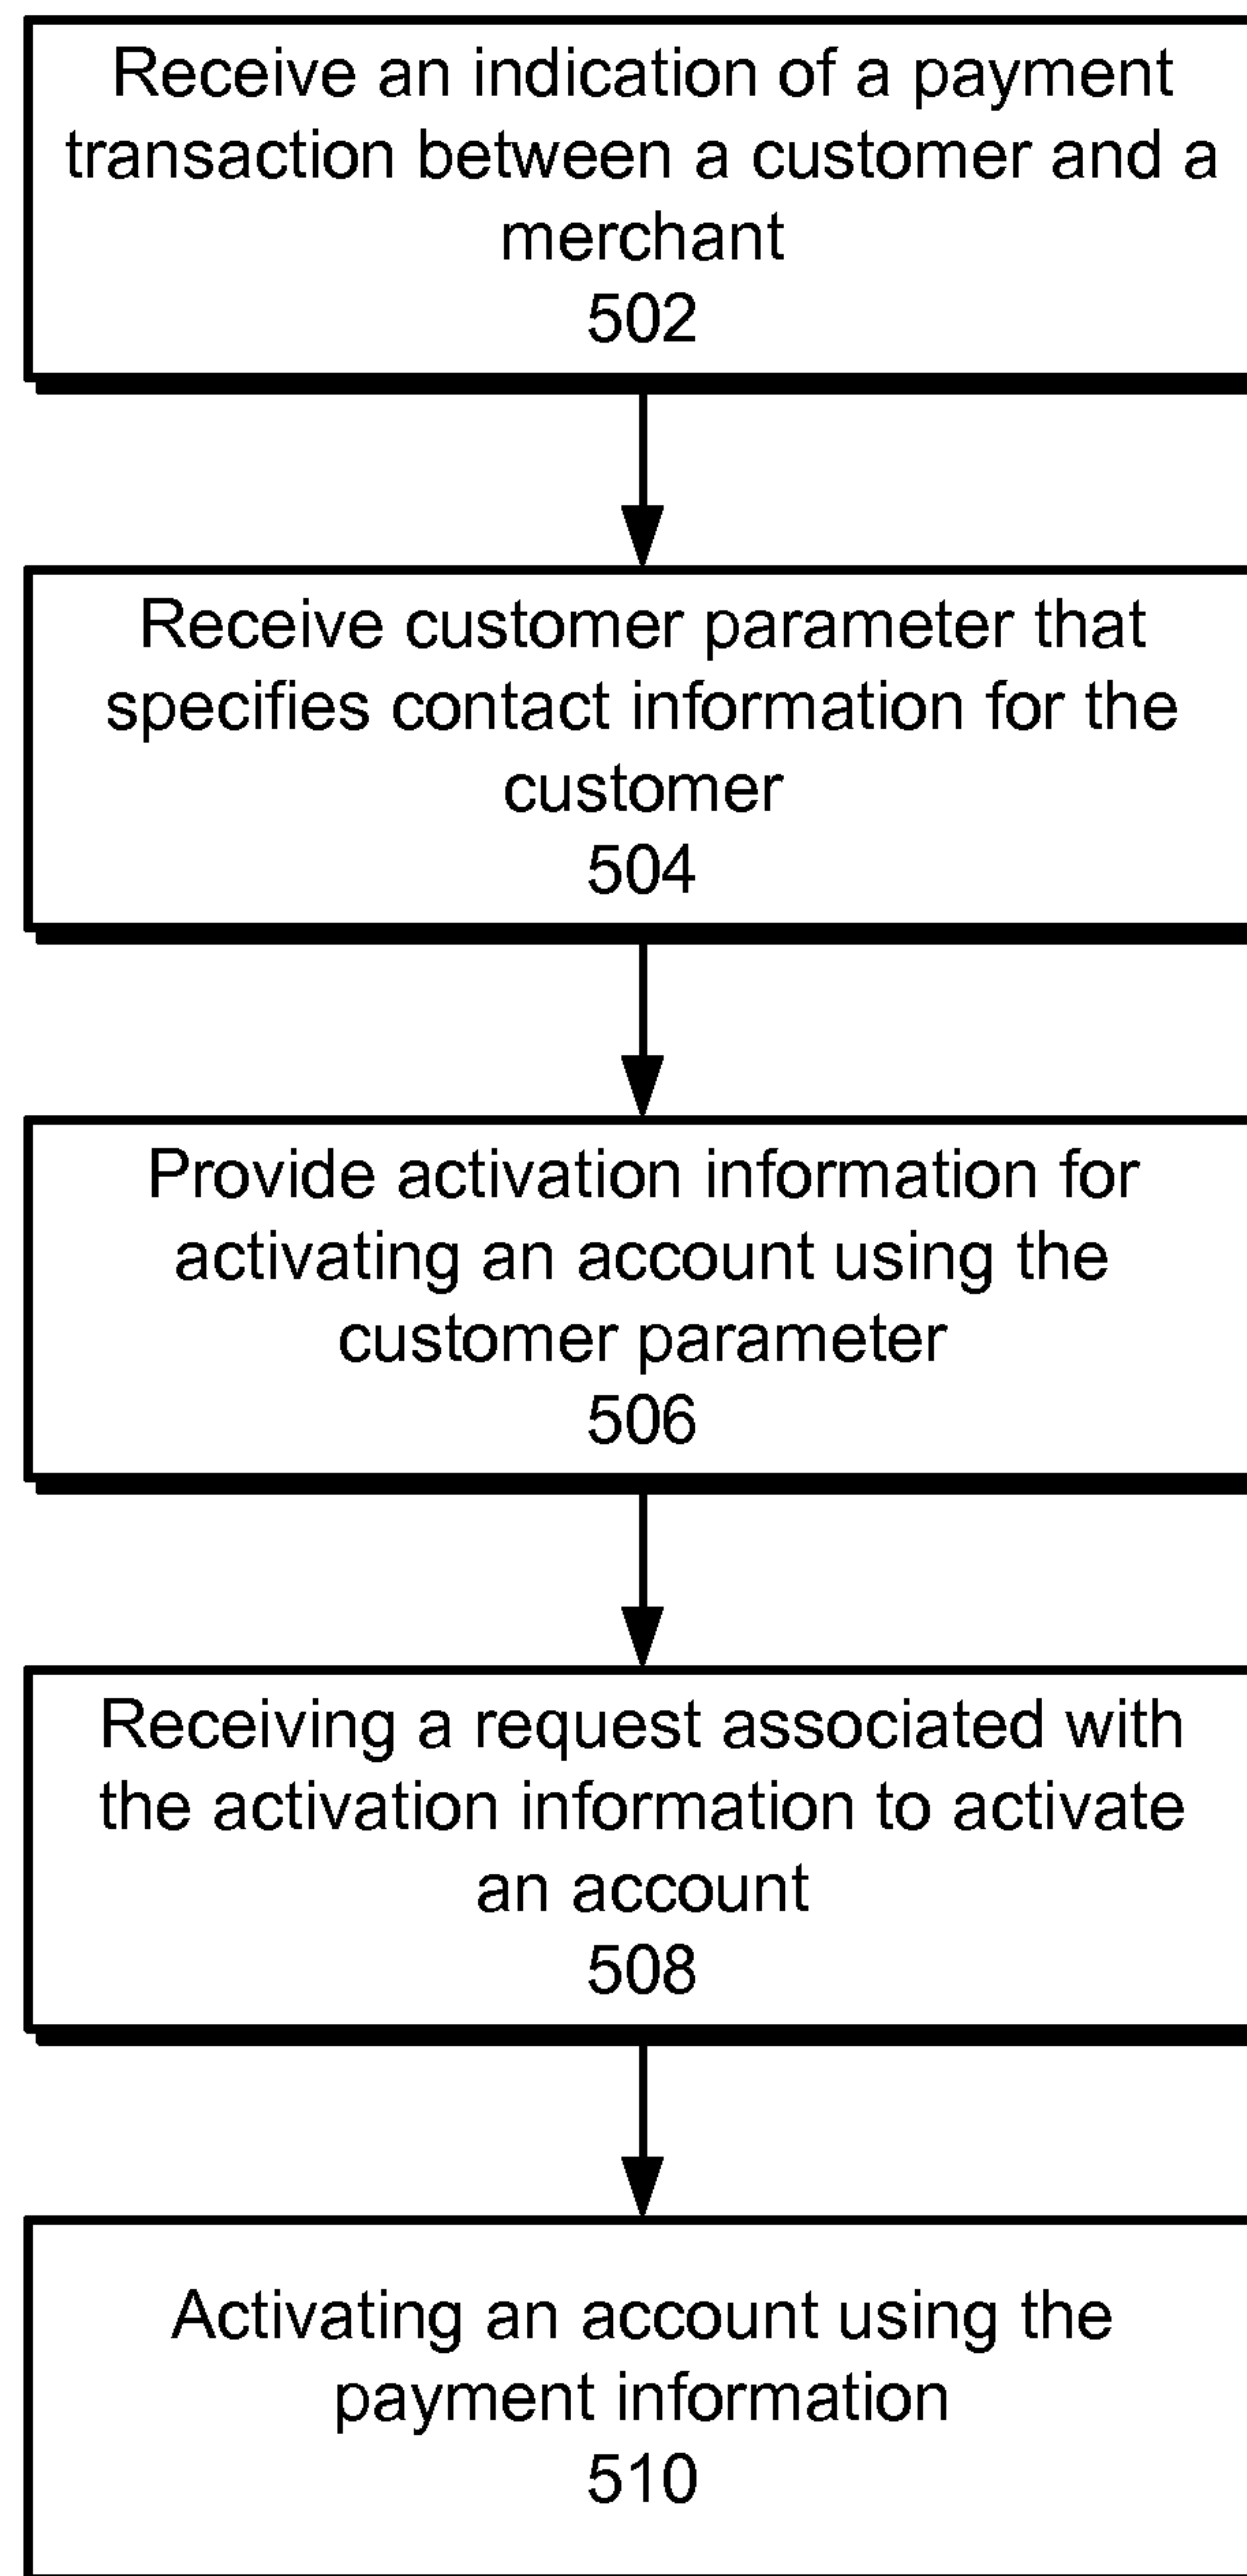 Receive an indication of a payment
transaction between a customer and a
merchant
502
Receive customer parameter that
specifies contact information for the
customer
504
Provide activation information for
activating an account using the
customer parameter
506
Receiving a request associated with
the activation information to activate
an account
508
Activating an account using the
payment information
510